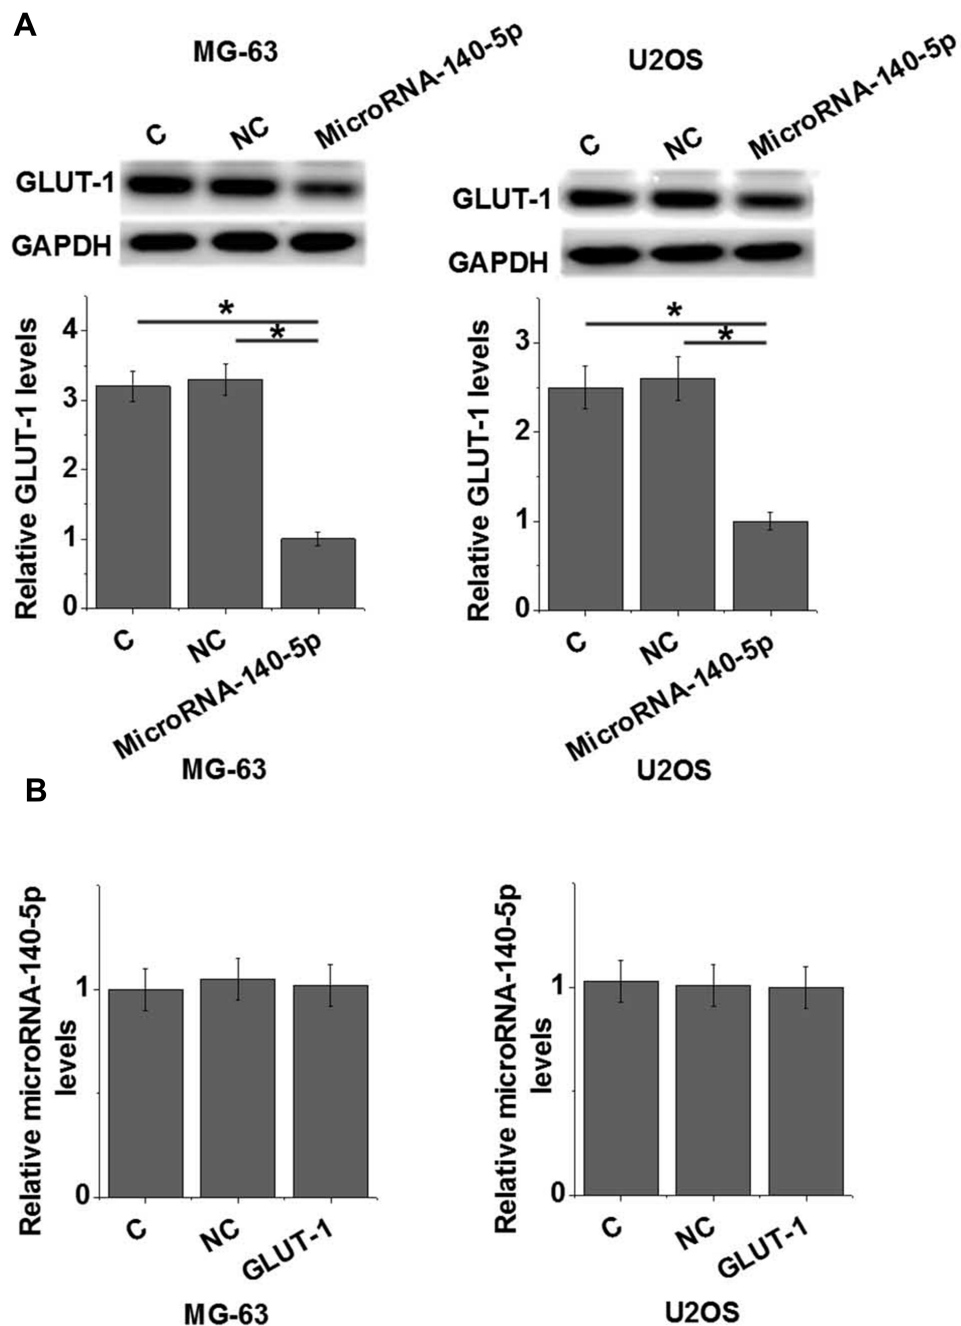 A
MG-63
U2OS
C
NC
MicroRNA-140-5p
C
NC
MicroRNA-140-5p
GLUT-1
GAPDH
GLUT-1
GAPDH
Relative GLUT-1 levels
4
3
2
1
0
*
*
C
NC
MicroRNA-140-5p
MG-63
Relative GLUT-1 levels
3
2
1
0
*
*
C
NC
MicroRNA-140-5p
U2OS
B
Relative microRNA-140-5p
levels
1
0
C
NC
GLUT-1
MG-63
Relative microRNA-140-5p
levels
1
0
C
NC
GLUT-1
U2OS